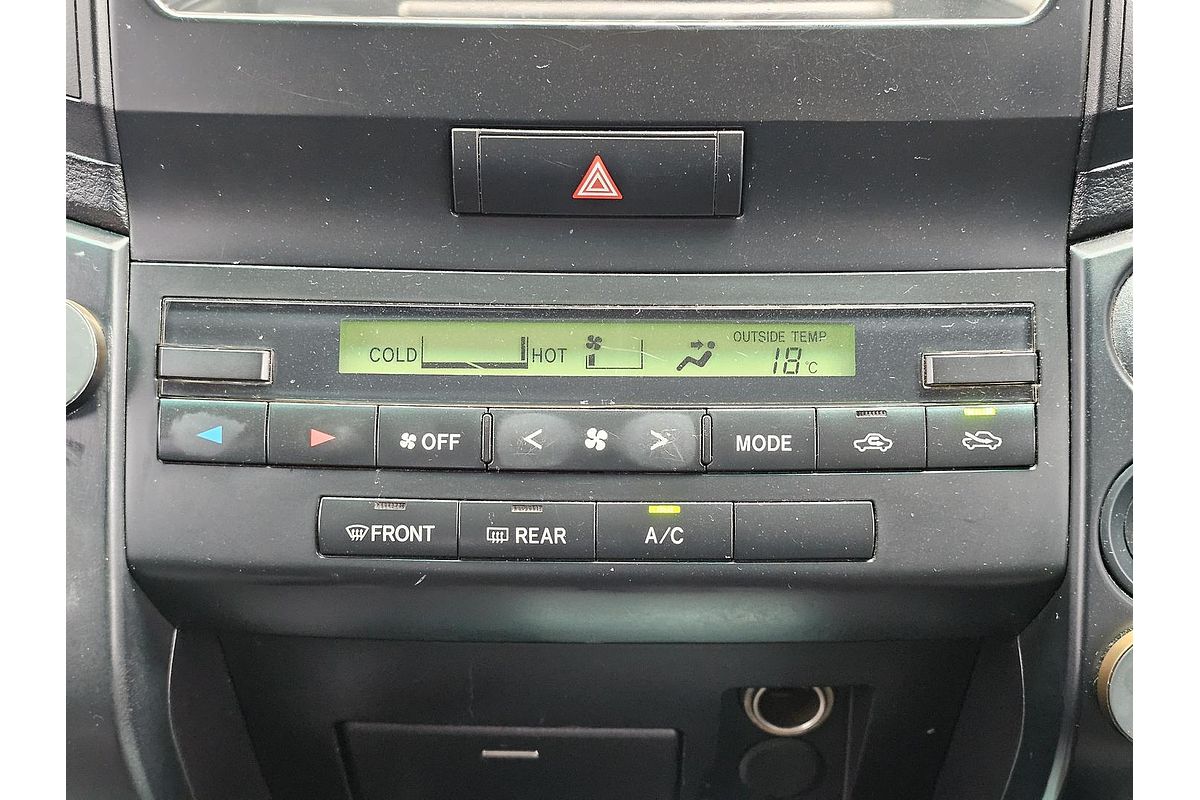 COLD HOT OUTSIDE TEMP
18°C
OFF < > MODE
FRONT REAR A/C